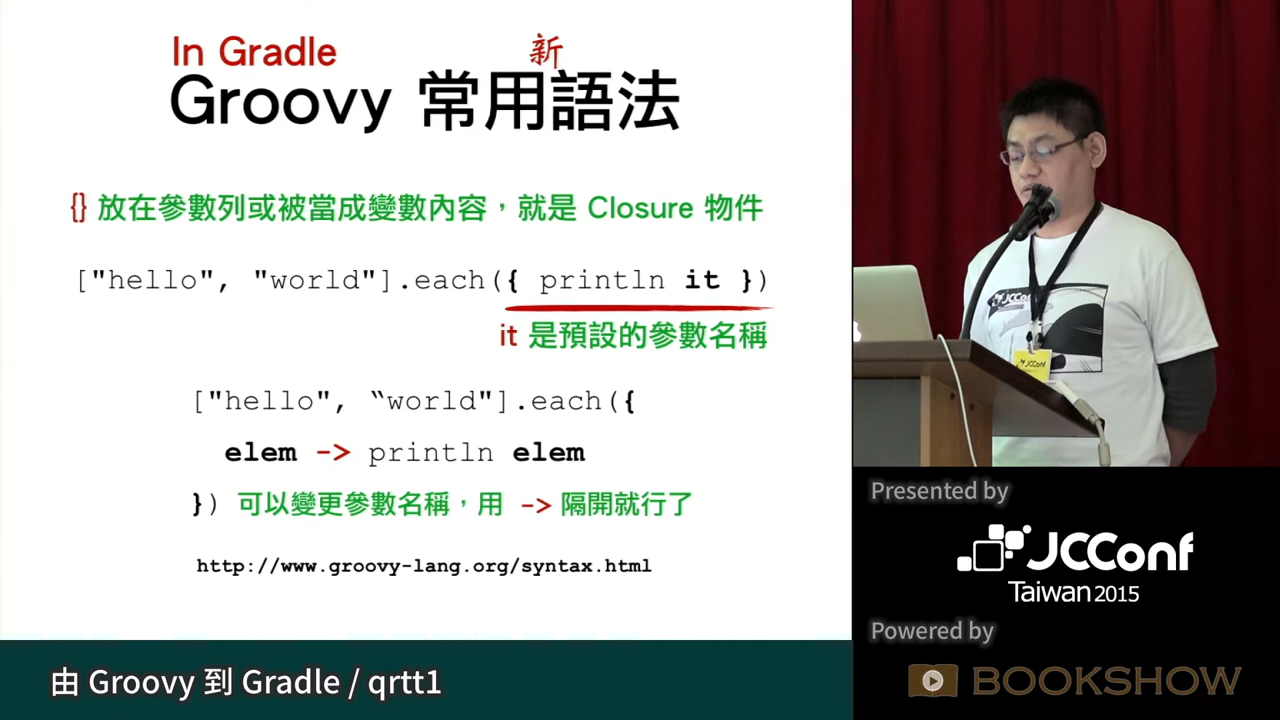 In Gradle
新
Groovy 常用語法
{} 放在參數列或被當成變數內容，就是 Closure 物件
["hello", "world"].each({ println it })
it 是預設的參數名稱
["hello", “world"].each({
elem -> println elem
}) 可以變更參數名稱，用 -> 隔開就行了
http://www.groovy-lang.org/syntax.html
由 Groovy 到 Gradle / qrtt1
JCConf
JCConf
Presented by
JCConf
Taiwan 2015
Powered by
BOOKSHOW